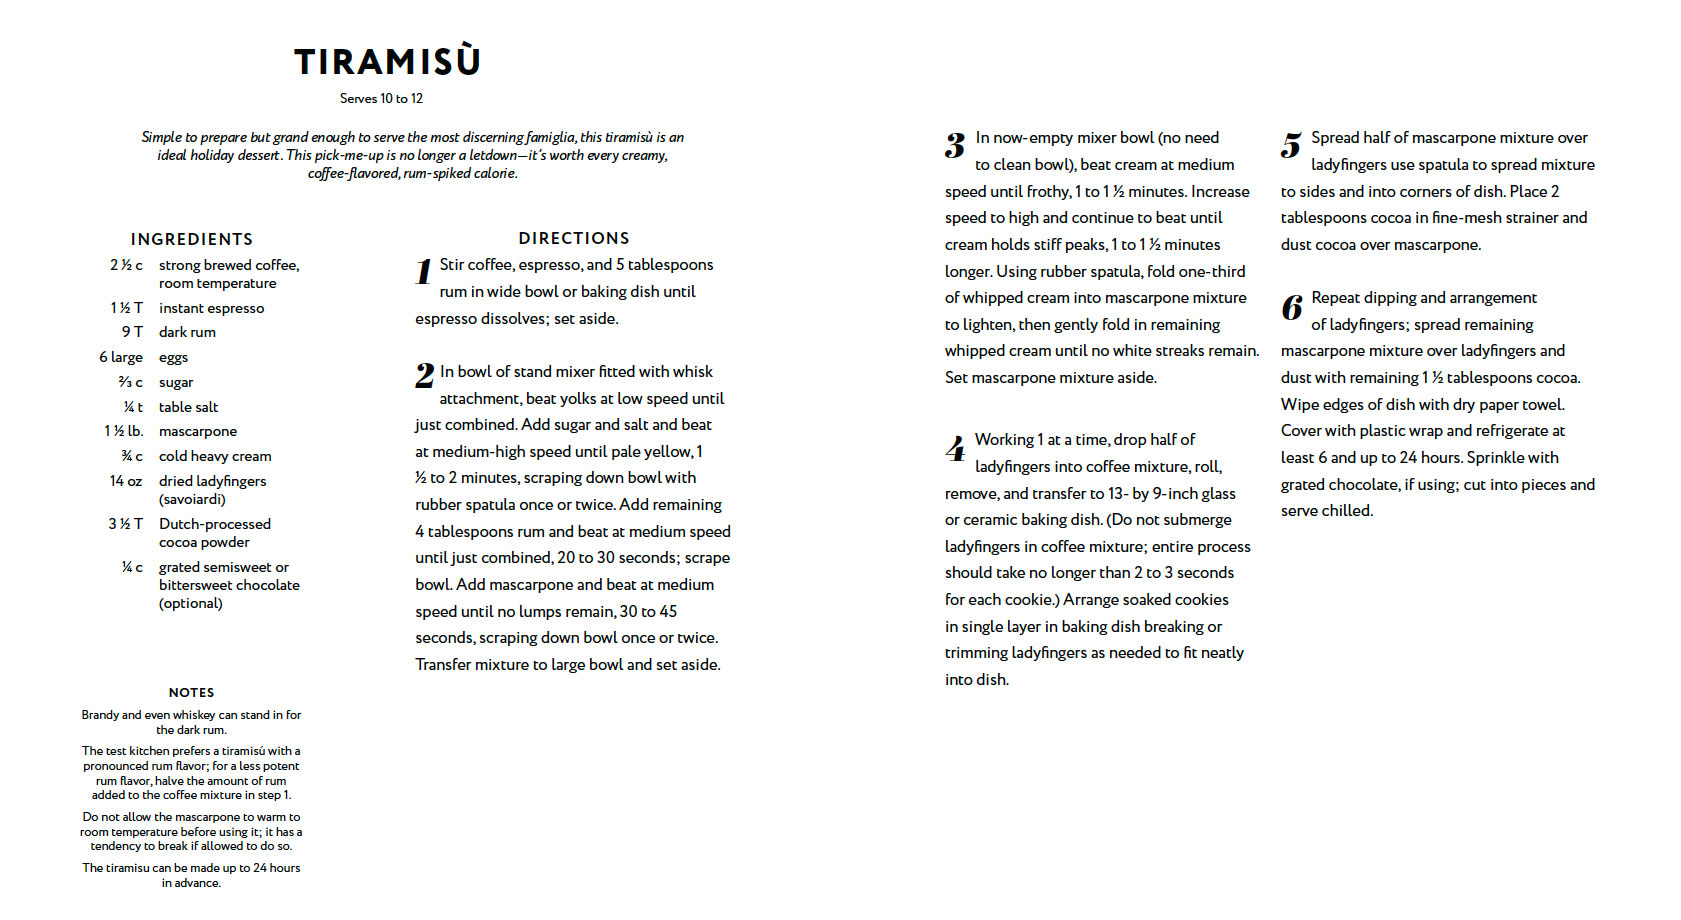 TIRAMISÙ
Serves 10 to 12
Simple to prepare but grand enough to serve the most discerning famiglia, this tiramisù is an
ideal holiday dessert. This pick-me-up is no longer a letdown—it's worth every creamy,
coffee-flavored, rum-spiked calorie.
INGREDIENTS
2 ½ c strong brewed coffee,
room temperature
1 ½ T instant espresso
9 T dark rum
6 large eggs
⅔ c sugar
¼ t table salt
1 ½ lb. mascarpone
¾ c cold heavy cream
14 oz dried ladyfingers
(savoiardi)
3 ½ T Dutch-processed
cocoa powder
¼ c grated semisweet or
bittersweet chocolate
(optional)
NOTES
Brandy and even whiskey can stand in for
the dark rum.
The test kitchen prefers a tiramisú with a
pronounced rum flavor; for a less potent
rum flavor, halve the amount of rum
added to the coffee mixture in step 1.
Do not allow the mascarpone to warm to
room temperature before using it; it has a
tendency to break if allowed to do so.
The tiramisu can be made up to 24 hours
in advance.
DIRECTIONS
1 Stir coffee, espresso, and 5 tablespoons
rum in wide bowl or baking dish until
espresso dissolves; set aside.
2 In bowl of stand mixer fitted with whisk
attachment, beat yolks at low speed until
just combined. Add sugar and salt and beat
at medium-high speed until pale yellow, 1
½ to 2 minutes, scraping down bowl with
rubber spatula once or twice. Add remaining
4 tablespoons rum and beat at medium speed
until just combined, 20 to 30 seconds; scrape
bowl. Add mascarpone and beat at medium
speed until no lumps remain, 30 to 45
seconds, scraping down bowl once or twice.
Transfer mixture to large bowl and set aside.
3 In now-empty mixer bowl (no need
to clean bowl), beat cream at medium
speed until frothy, 1 to 1 ½ minutes. Increase
speed to high and continue to beat until
cream holds stiff peaks, 1 to 1 ½ minutes
longer. Using rubber spatula, fold one-third
of whipped cream into mascarpone mixture
to lighten, then gently fold in remaining
whipped cream until no white streaks remain.
Set mascarpone mixture aside.
4 Working 1 at a time, drop half of
ladyfingers into coffee mixture, roll,
remove, and transfer to 13- by 9-inch glass
or ceramic baking dish. (Do not submerge
ladyfingers in coffee mixture; entire process
should take no longer than 2 to 3 seconds
for each cookie.) Arrange soaked cookies
in single layer in baking dish breaking or
trimming ladyfingers as needed to fit neatly
into dish.
5 Spread half of mascarpone mixture over
ladyfingers use spatula to spread mixture
to sides and into corners of dish. Place 2
tablespoons cocoa in fine-mesh strainer and
dust cocoa over mascarpone.
6 Repeat dipping and arrangement
of ladyfingers; spread remaining
mascarpone mixture over ladyfingers and
dust with remaining 1 ½ tablespoons cocoa.
Wipe edges of dish with dry paper towel.
Cover with plastic wrap and refrigerate at
least 6 and up to 24 hours. Sprinkle with
grated chocolate, if using; cut into pieces and
serve chilled.